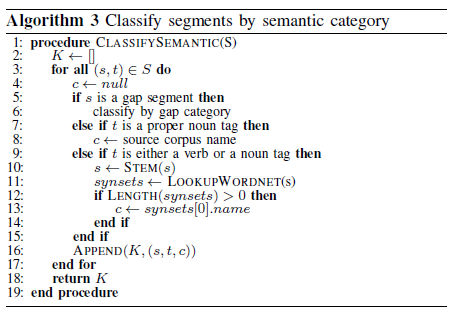 Algorithm 3 Classify segments by semantic category
1: procedure CLASSIFYSEMANTIC(S)
2: K ← []
3: for all (s, t) ∈ S do
4: c ← null
5: if s is a gap segment then
6: classify by gap category
7: else if t is a proper noun tag then
8: c ← source corpus name
9: else if t is either a verb or a noun tag then
10: s ← STEM(s)
11: synsets ← LOOKUPWORDNET(s)
12: if LENGTH(synsets) > 0 then
13: c ← synsets[0].name
14: end if
15: end if
16: APPEND(K, (s, t, c))
17: end for
18: return K
19: end procedure